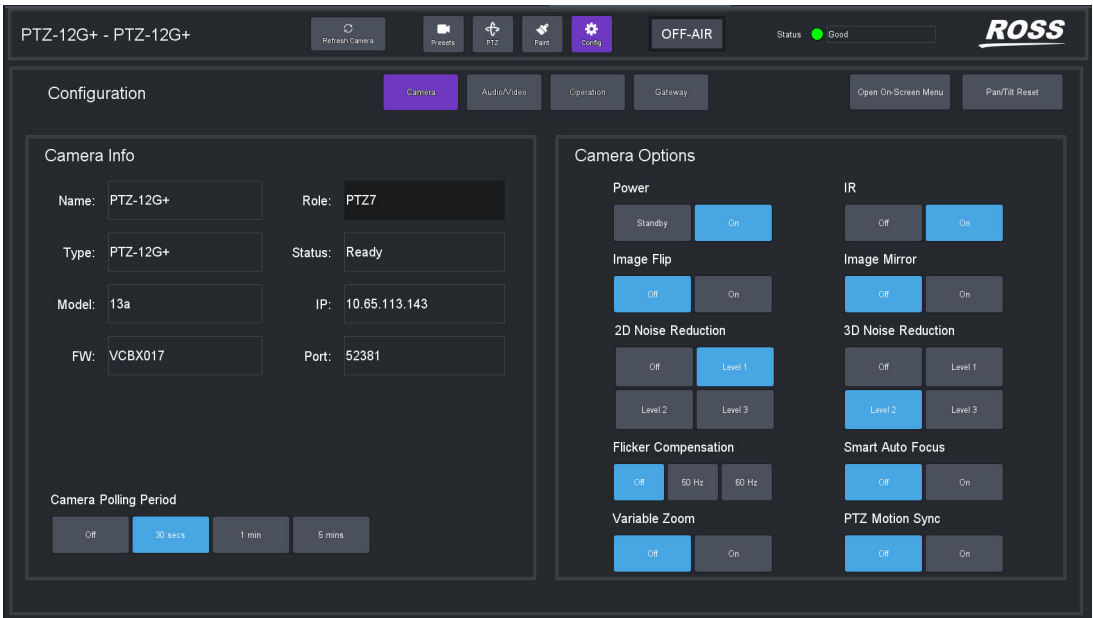 PTZ-12G+ - PTZ-12G+
Refresh Camera
Presets
PTZ
Paint
Config
OFF-AIR
Status
Good
ROSS
Configuration
Camera
Audio/Video
Operation
Gateway
Open On-Screen Menu
Pan/Tilt Reset
Camera Info
Name: PTZ-12G+ Role: PTZ7
Type: PTZ-12G+ Status: Ready
Model: 13a IP: 10.65.113.143
FW: VCBX017 Port: 52381
Camera Polling Period
Off 30 secs 1 min 5 mins
Camera Options
Power IR
Standby On Off On
Image Flip Image Mirror
Off On Off On
2D Noise Reduction 3D Noise Reduction
Off Level 1 Off Level 1
Level 2 Level 3 Level 2 Level 3
Flicker Compensation Smart Auto Focus
Off 50 Hz 60 Hz Off On
Variable Zoom PTZ Motion Sync
Off On Off On